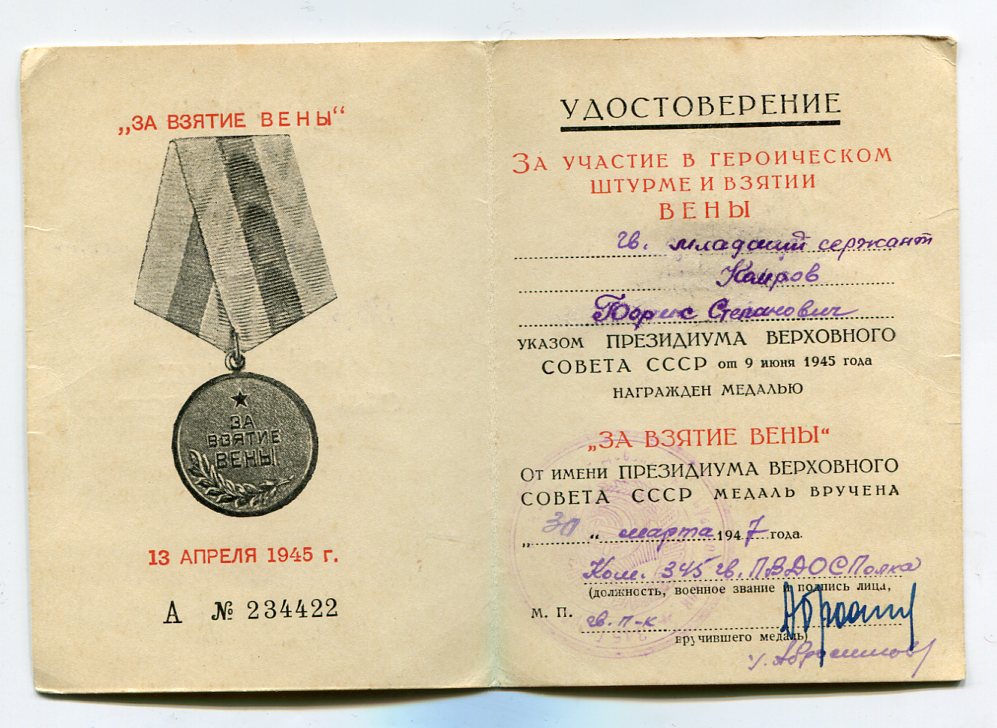 „ЗА ВЗЯТИЕ ВЕНЫ“
ЗА
ВЗЯТИЕ
ВЕНЫ
13 АПРЕЛЯ 1945 г.
А № 234422
УДОСТОВЕРЕНИЕ
ЗА УЧАСТИЕ В ГЕРОИЧЕСКОМ
ШТУРМЕ И ВЗЯТИИ
ВЕНЫ
гв. младший сержант
Борис Степанович
УКАЗОМ ПРЕЗИДИУМА ВЕРХОВНОГО
СОВЕТА СССР от 9 июня 1945 года
НАГРАЖДЕН МЕДАЛЬЮ
„ЗА ВЗЯТИЕ ВЕНЫ“
От имени ПРЕЗИДИУМА ВЕРХОВНОГО
СОВЕТА СССР МЕДАЛЬ ВРУЧЕНА
„30“ марта 1947 года.
Ком. 345 гв. ПВДОСПолка
(должность, военное звание и подпись лица,
М. П. гв. п-к
вручившего медаль)